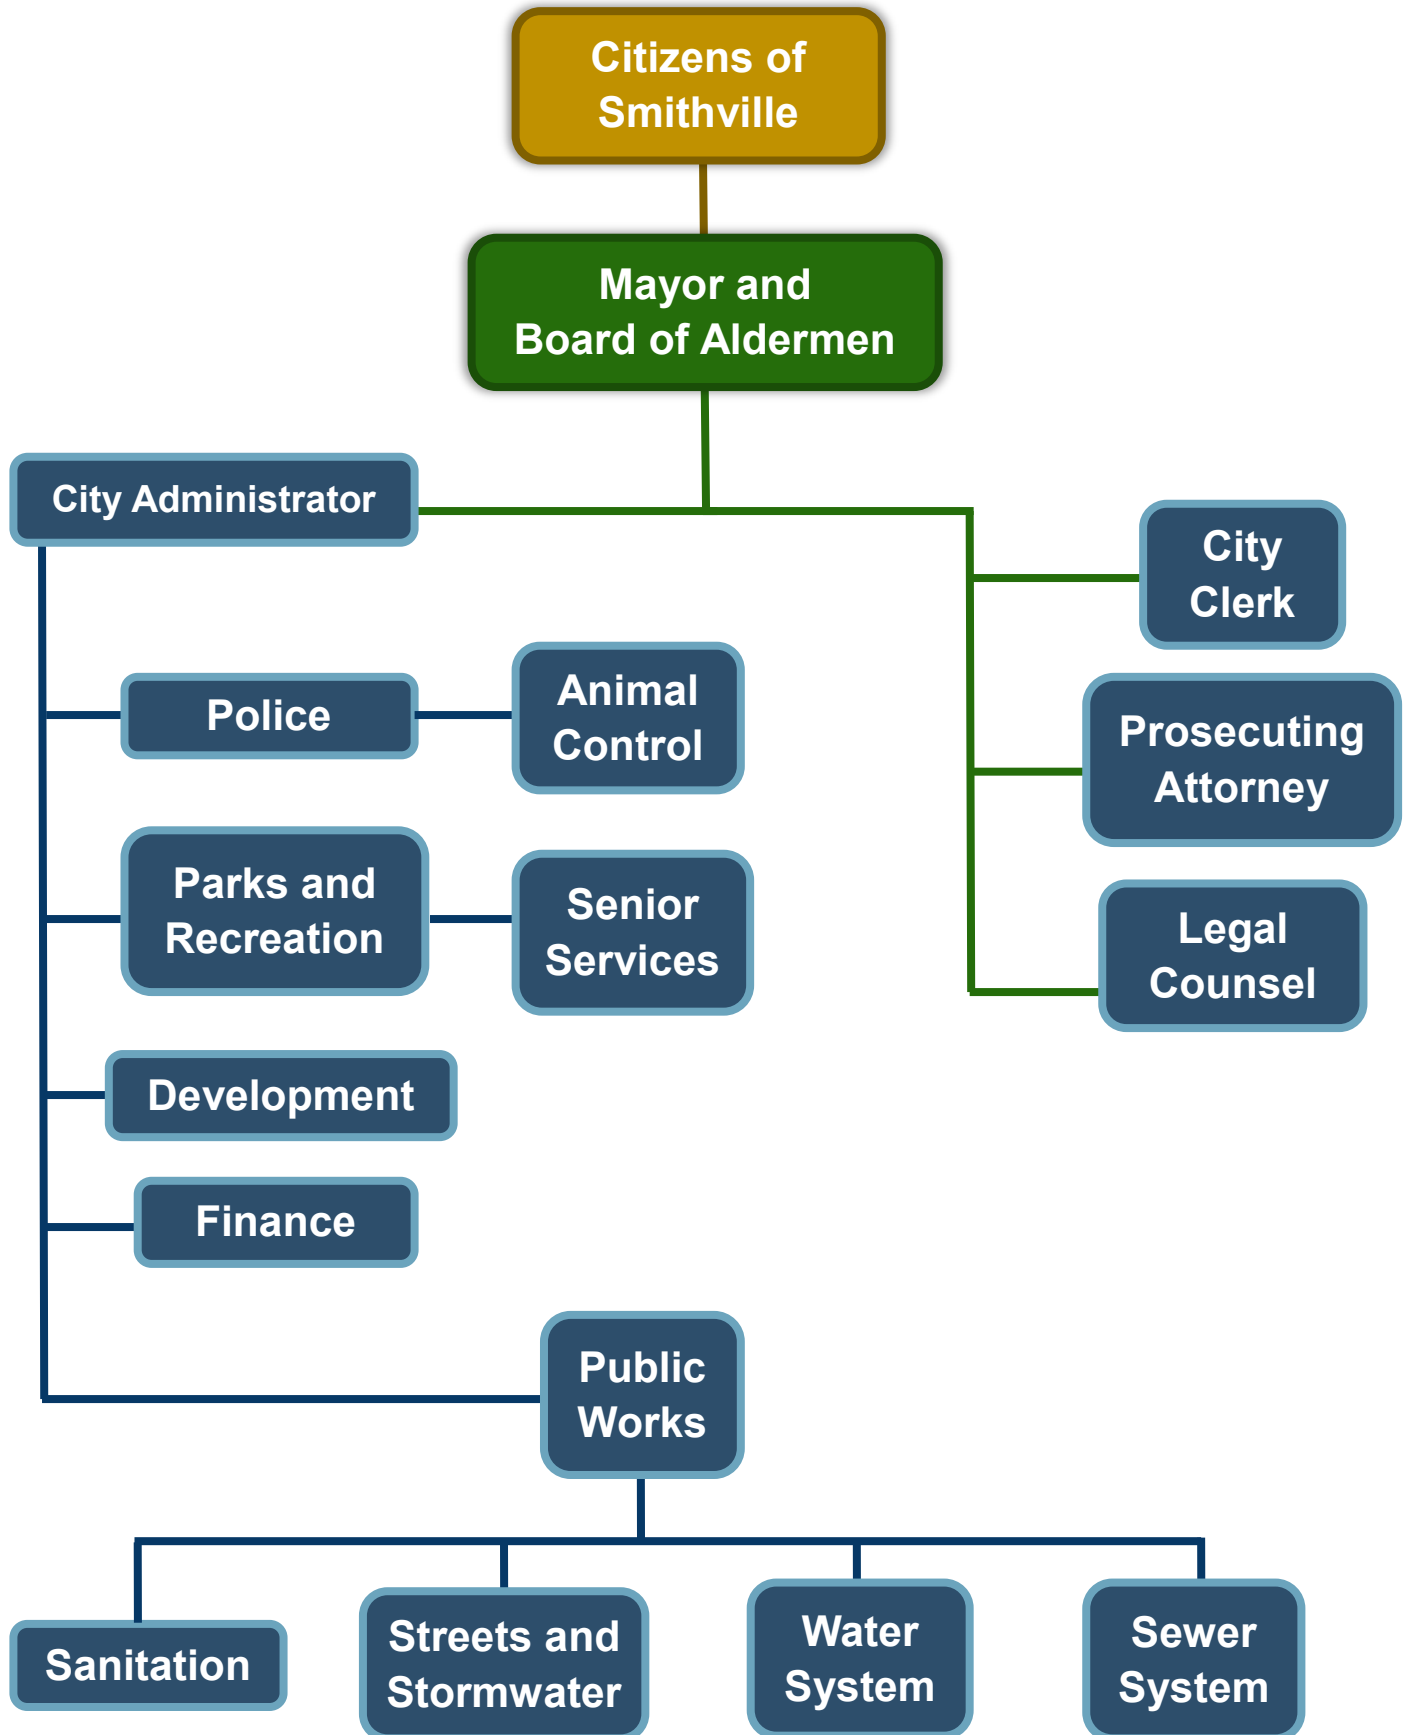 Citizens of
Smithville
Mayor and
Board of Aldermen
City Administrator
City
Clerk
Police
Animal
Control
Prosecuting
Attorney
Parks and
Recreation
Senior
Services
Legal
Counsel
Development
Finance
Public
Works
Sanitation
Streets and
Stormwater
Water
System
Sewer
System